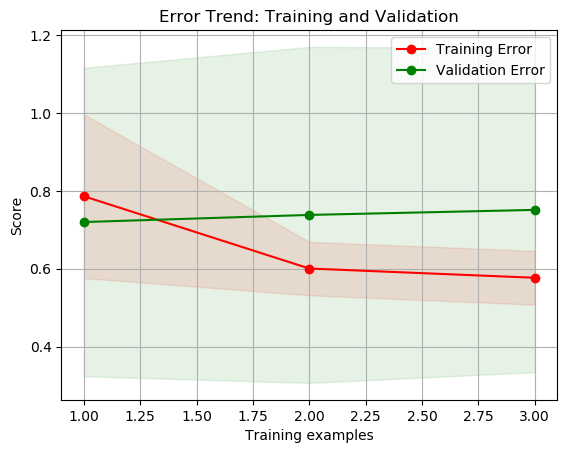 Error Trend: Training and Validation
Training Error
Validation Error
Score
1.2
1.0
0.8
0.6
0.4
1.00 1.25 1.50 1.75 2.00 2.25 2.50 2.75 3.00
Training examples